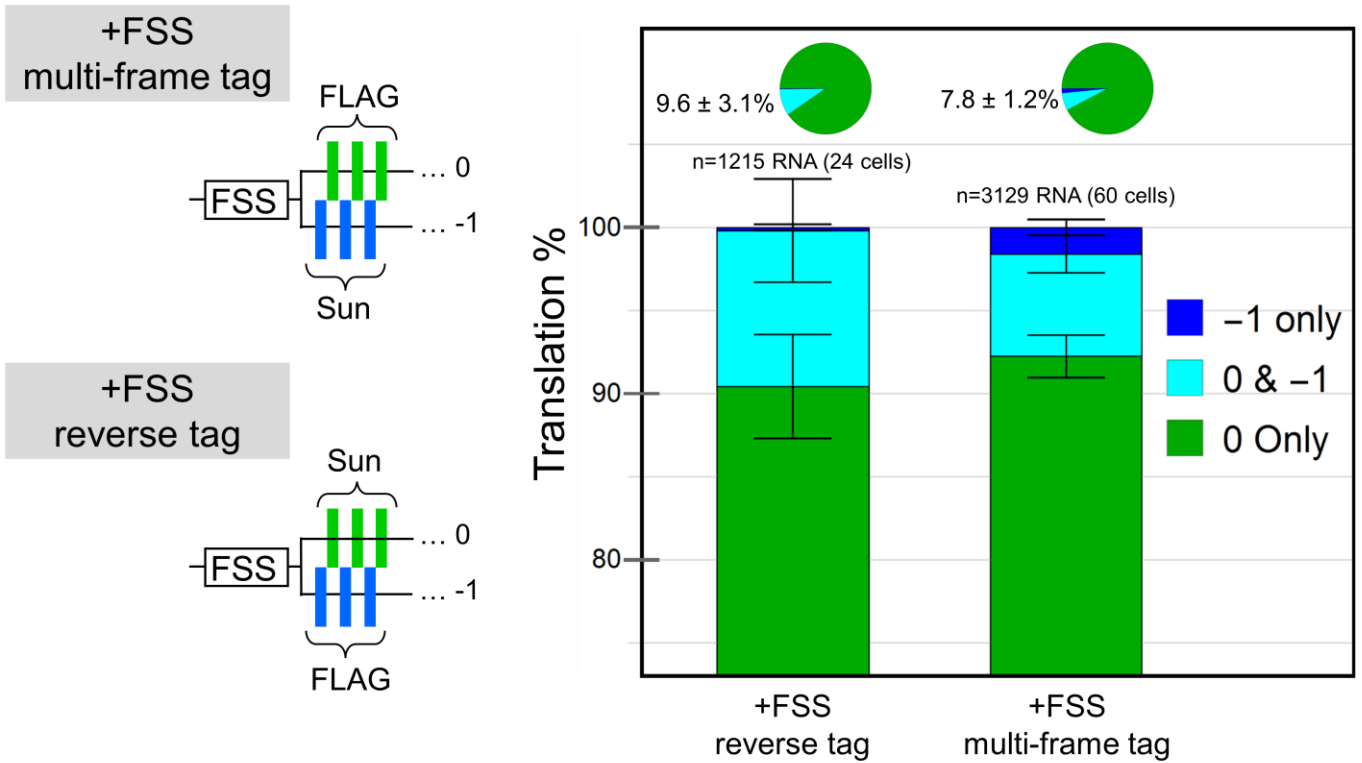 +FSS
multi-frame tag
FLAG
... 0
FSS
... -1
Sun
+FSS
reverse tag
Sun
... 0
FSS
... -1
FLAG
9.6 ± 3.1%
7.8 ± 1.2%
n=1215 RNA (24 cells)
n=3129 RNA (60 cells)
Translation %
100
90
80
−1 only
0 & −1
0 Only
+FSS
reverse tag
+FSS
multi-frame tag